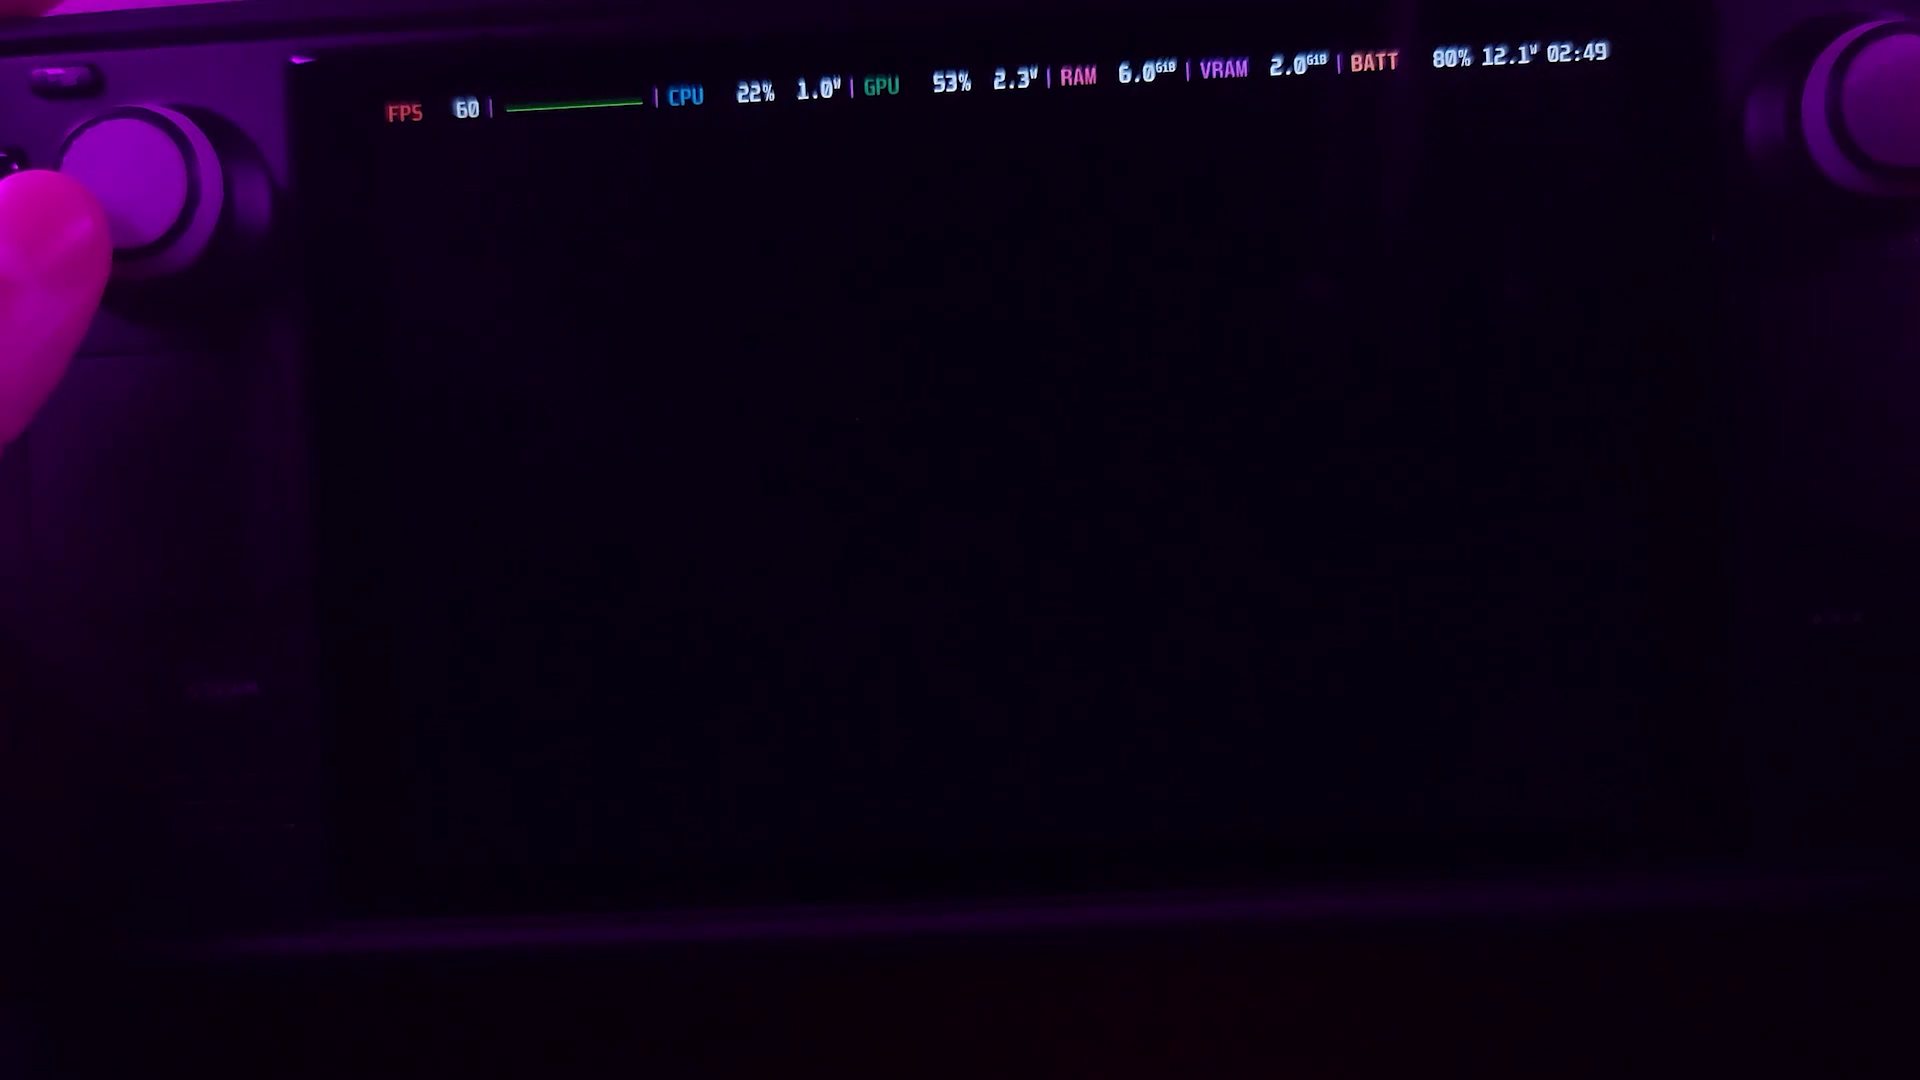 FPS 60 | | CPU 22% 1.0W | GPU 53% 2.3W | RAM 6.0GiB | VRAM 2.0GiB | BATT 80% 12.1W 02:49
STEAM